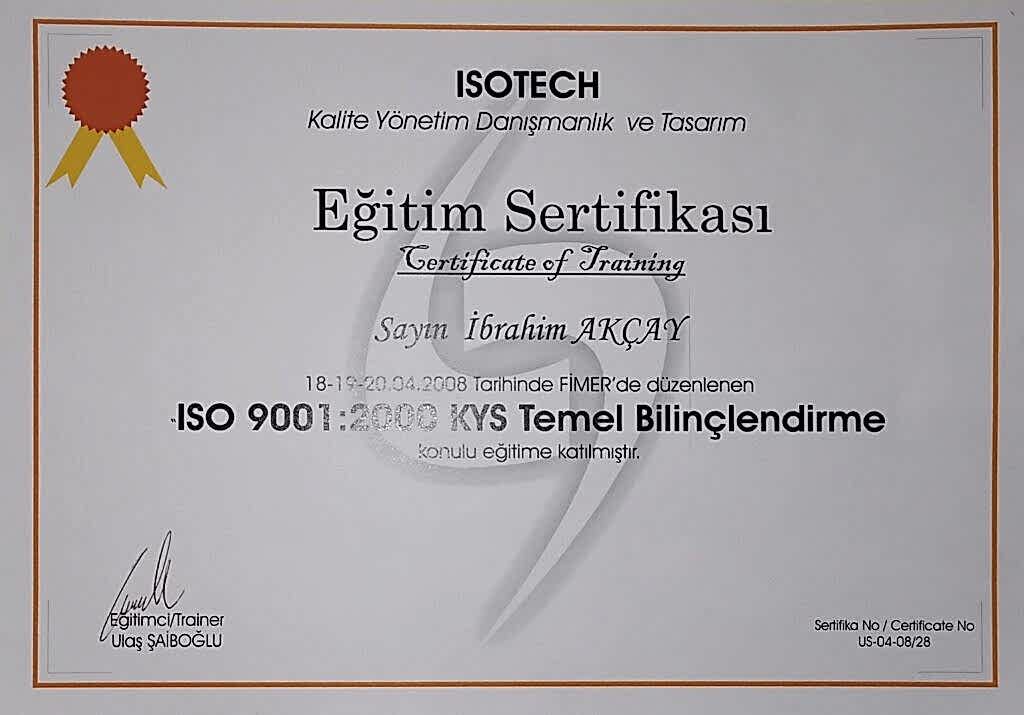 ISOTECH
Kalite Yönetim Danışmanlık ve Tasarım
Eğitim Sertifikası
Certificate of Training
Sayın İbrahim AKÇAY
18-19-20.04.2008 Tarihinde FİMER'de düzenlenen
"ISO 9001:2000 KYS Temel Bilinçlendirme
konulu eğitime katılmıştır.
Eğitimci/Trainer
Ulaş ŞAİBOĞLU
Sertifika No / Certificate No
US-04-08/28